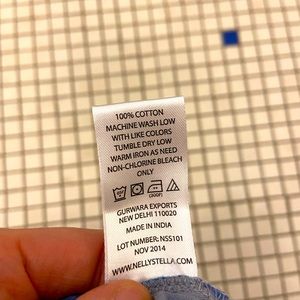 100% COTTON
MACHINE WASH LOW
WITH LIKE COLORS
TUMBLE DRY LOW
WARM IRON AS NEED
NON-CHLORINE BLEACH
ONLY
GURWARA EXPORTS
NEW DELHI 110020
MADE IN INDIA
LOT NUMBER: NS5101
NOV 2014
WWW.NELLYSTELLA.COM